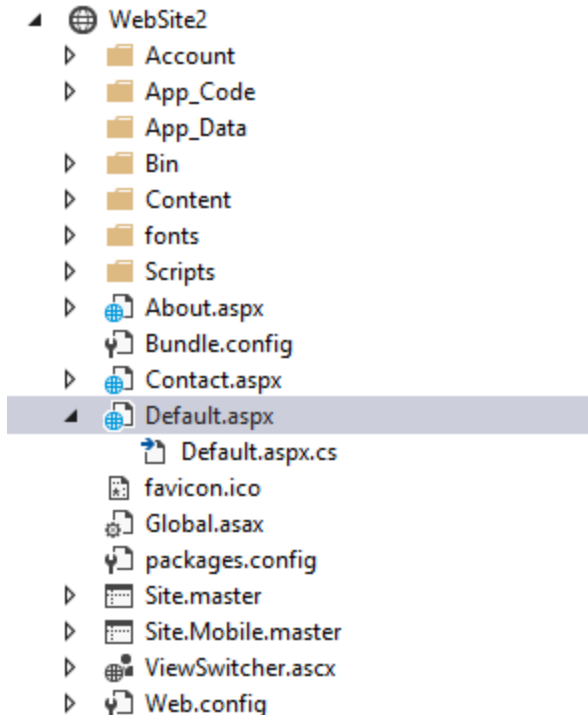 WebSite2
Account
App_Code
App_Data
Bin
Content
fonts
Scripts
About.aspx
Bundle.config
Contact.aspx
Default.aspx
Default.aspx.cs
favicon.ico
Global.asax
packages.config
Site.master
Site.Mobile.master
ViewSwitcher.ascx
Web.config